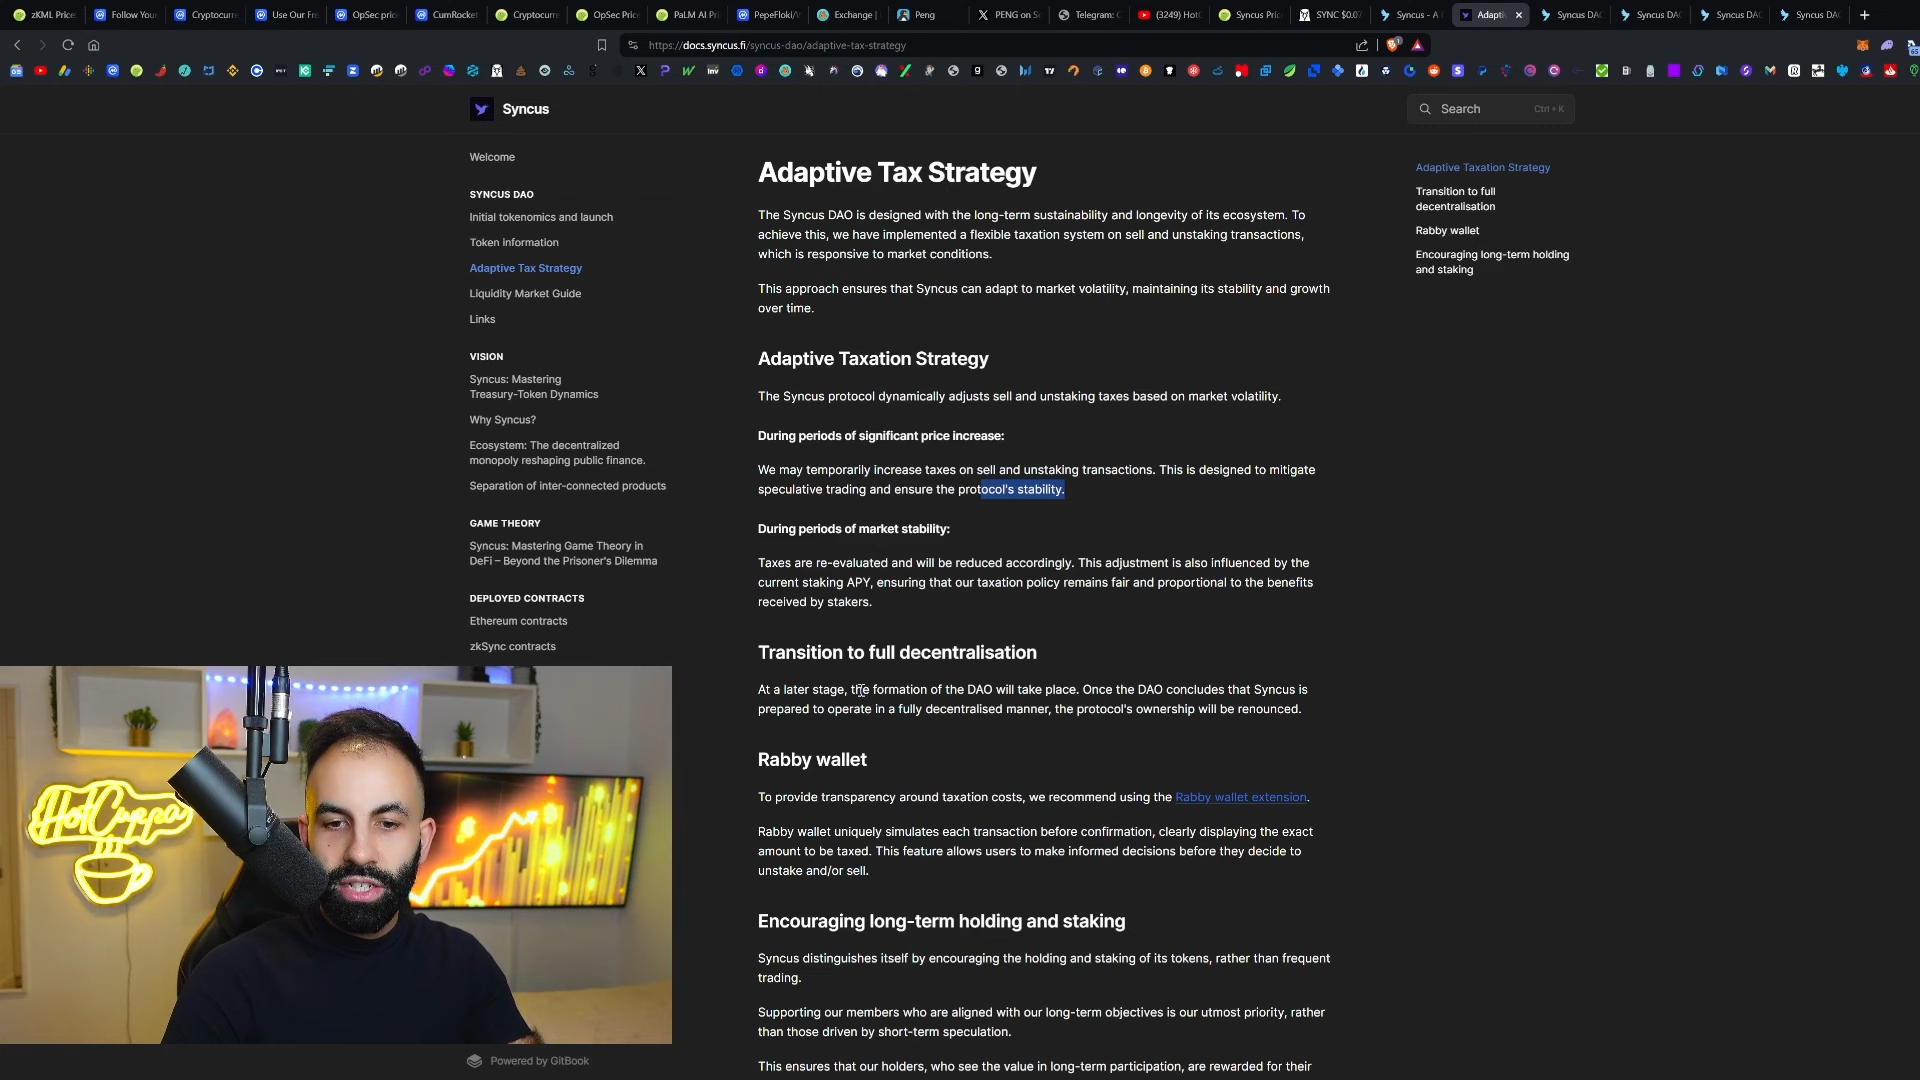 zKML Price
Follow Your
Cryptocurre
Use Our Fre
OpSec price
CumRocket
Cryptocurre
OpSec Price
PaLM AI Pri
PepeFloki/
Exchange |
Peng
PENG on S
Telegram: C
(3249) HotC
Syncus Pric
SYNC $0.07
Syncus - A
Adapti
Syncus DAO
Syncus DAO
Syncus DAO
Syncus DAO
https://docs.syncus.fi/syncus-dao/adaptive-tax-strategy
Syncus
Search
Ctrl + K
Welcome
SYNCUS DAO
Initial tokenomics and launch
Token information
Adaptive Tax Strategy
Liquidity Market Guide
Links
VISION
Syncus: Mastering
Treasury-Token Dynamics
Why Syncus?
Ecosystem: The decentralized
monopoly reshaping public finance.
Separation of inter-connected products
GAME THEORY
Syncus: Mastering Game Theory in
DeFi – Beyond the Prisoner's Dilemma
DEPLOYED CONTRACTS
Ethereum contracts
zkSync contracts
Powered by GitBook
Adaptive Tax Strategy
The Syncus DAO is designed with the long-term sustainability and longevity of its ecosystem. To
achieve this, we have implemented a flexible taxation system on sell and unstaking transactions,
which is responsive to market conditions.
This approach ensures that Syncus can adapt to market volatility, maintaining its stability and growth
over time.
Adaptive Taxation Strategy
The Syncus protocol dynamically adjusts sell and unstaking taxes based on market volatility.
During periods of significant price increase:
We may temporarily increase taxes on sell and unstaking transactions. This is designed to mitigate
speculative trading and ensure the protocol's stability.
During periods of market stability:
Taxes are re-evaluated and will be reduced accordingly. This adjustment is also influenced by the
current staking APY, ensuring that our taxation policy remains fair and proportional to the benefits
received by stakers.
Transition to full decentralisation
At a later stage, the formation of the DAO will take place. Once the DAO concludes that Syncus is
prepared to operate in a fully decentralised manner, the protocol's ownership will be renounced.
Rabby wallet
To provide transparency around taxation costs, we recommend using the Rabby wallet extension.
Rabby wallet uniquely simulates each transaction before confirmation, clearly displaying the exact
amount to be taxed. This feature allows users to make informed decisions before they decide to
unstake and/or sell.
Encouraging long-term holding and staking
Syncus distinguishes itself by encouraging the holding and staking of its tokens, rather than frequent
trading.
Supporting our members who are aligned with our long-term objectives is our utmost priority, rather
than those driven by short-term speculation.
This ensures that our holders, who see the value in long-term participation, are rewarded for their
Adaptive Taxation Strategy
Transition to full
decentralisation
Rabby wallet
Encouraging long-term holding
and staking
HotCuppa